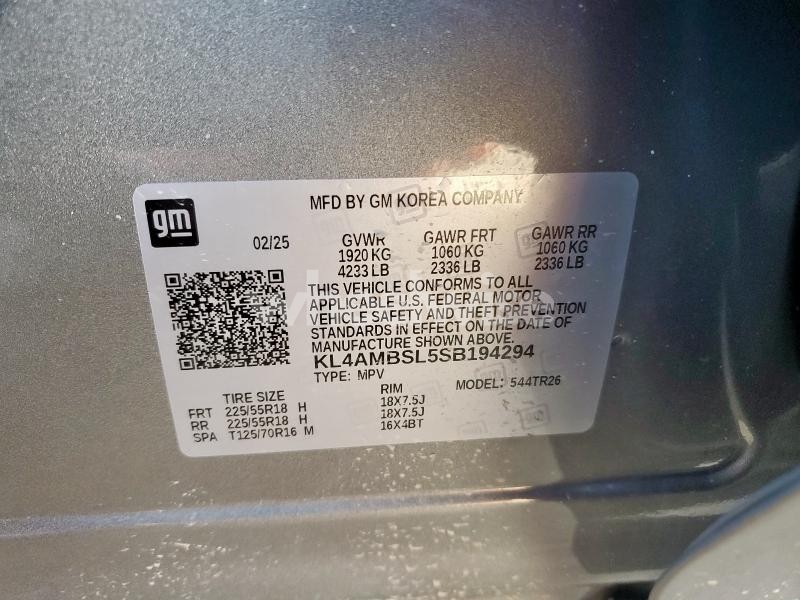 gm
MFD BY GM KOREA COMPANY
02/25
GVWR GAWR FRT GAWR RR
1920 KG 1060 KG 1060 KG
4233 LB 2336 LB 2336 LB
THIS VEHICLE CONFORMS TO ALL
APPLICABLE U.S. FEDERAL MOTOR
VEHICLE SAFETY AND THEFT PREVENTION
STANDARDS IN EFFECT ON THE DATE OF
MANUFACTURE SHOWN ABOVE.
KL4AMBSL5SB194294
TYPE: MPV MODEL: 544TR26
TIRE SIZE RIM
FRT 225/55R18 H 18X7.5J
RR 225/55R18 H 18X7.5J
SPA T125/70R16 M 16X4BT